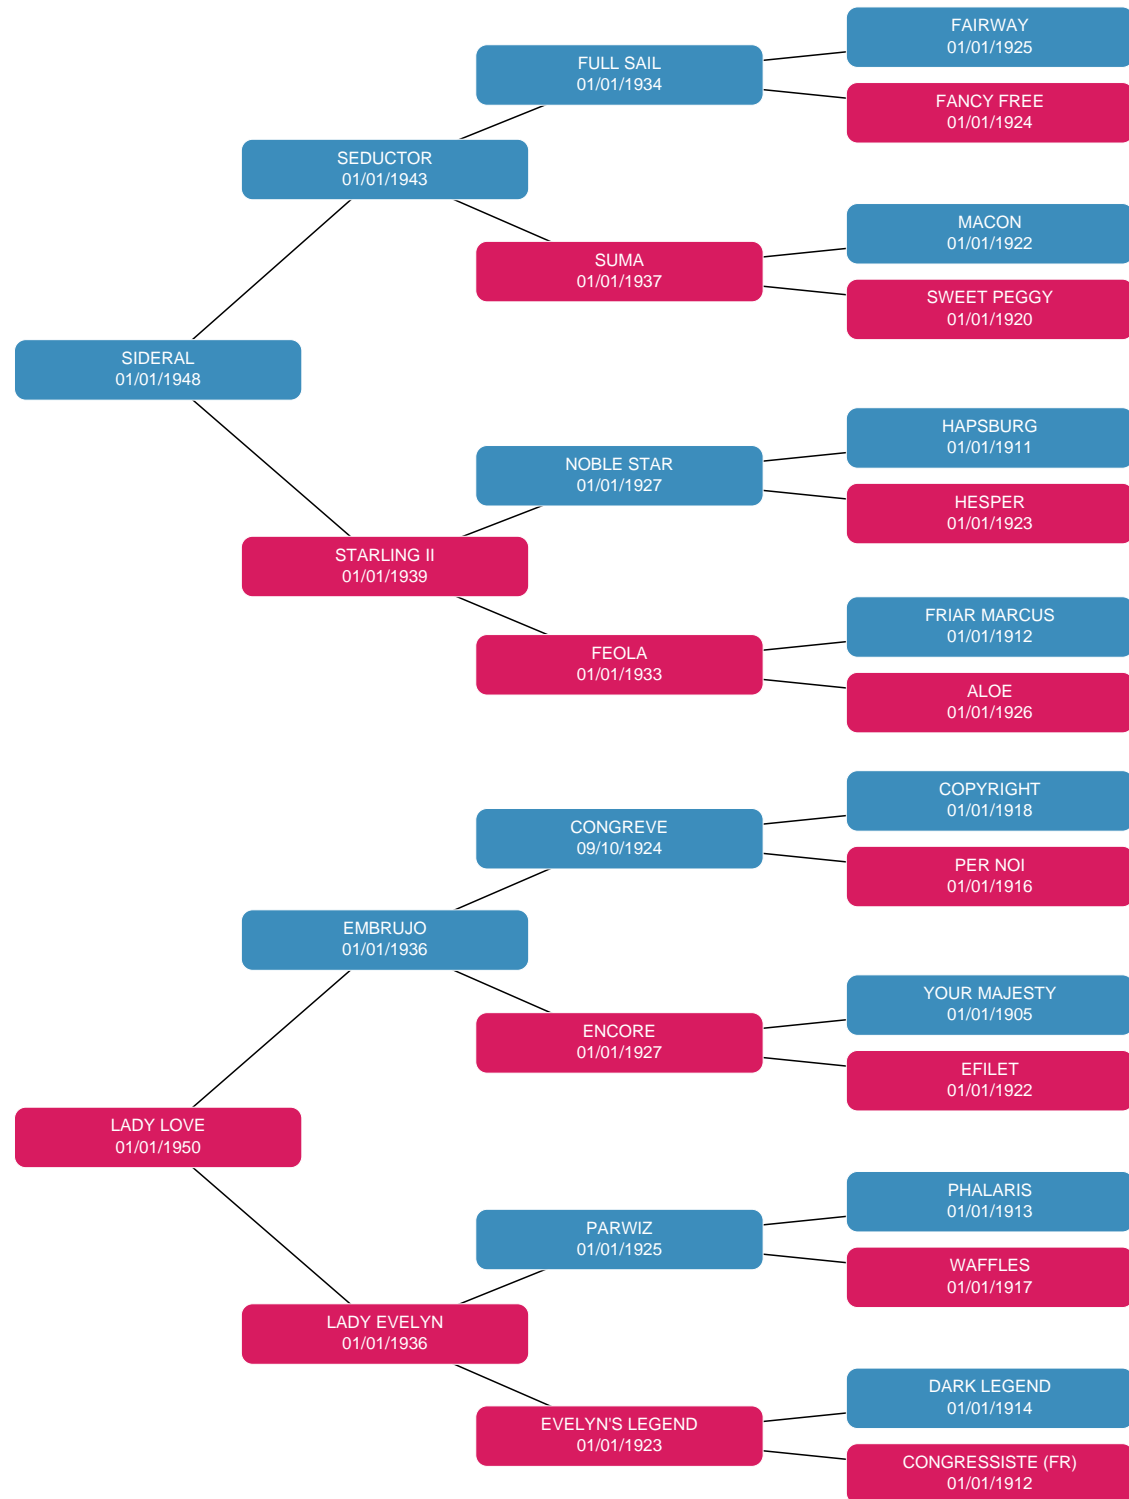 FAIRWAY
01/01/1925
FULL SAIL
01/01/1934
FANCY FREE
01/01/1924
SEDUCTOR
01/01/1943
MACON
01/01/1922
SUMA
01/01/1937
SWEET PEGGY
01/01/1920
SIDERAL
01/01/1948
HAPSBURG
01/01/1911
NOBLE STAR
01/01/1927
HESPER
01/01/1923
STARLING II
01/01/1939
FRIAR MARCUS
01/01/1912
FEOLA
01/01/1933
ALOE
01/01/1926
COPYRIGHT
01/01/1918
CONGREVE
09/10/1924
PER NOI
01/01/1916
EMBRUJO
01/01/1936
YOUR MAJESTY
01/01/1905
ENCORE
01/01/1927
EFILET
01/01/1922
LADY LOVE
01/01/1950
PHALARIS
01/01/1913
PARWIZ
01/01/1925
WAFFLES
01/01/1917
LADY EVELYN
01/01/1936
DARK LEGEND
01/01/1914
EVELYN'S LEGEND
01/01/1923
CONGRESSISTE (FR)
01/01/1912